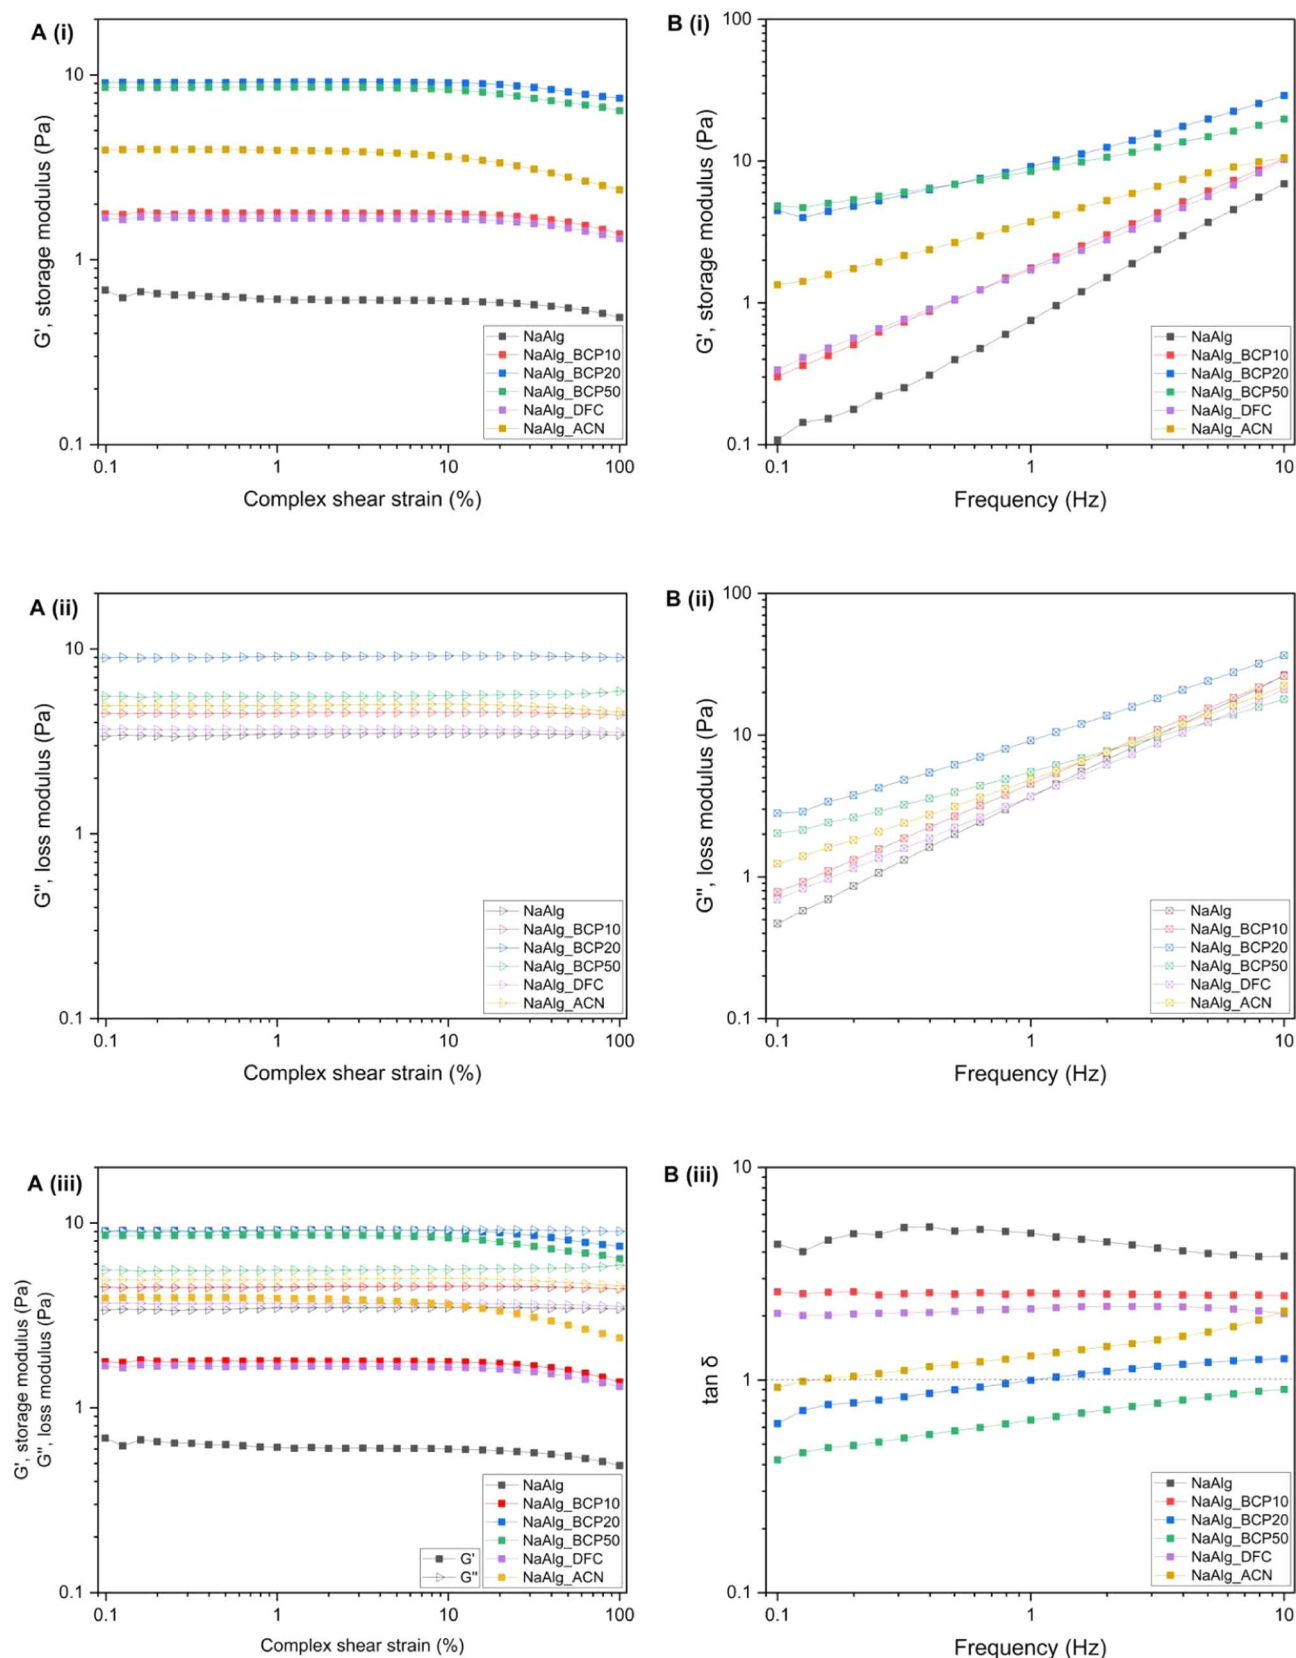 A (i)
10
1
0.1
G', storage modulus (Pa)
NaAlg
NaAlg_BCP10
NaAlg_BCP20
NaAlg_BCP50
NaAlg_DFC
NaAlg_ACN
0.1
1
10
100
Complex shear strain (%)
B (i)
100
10
1
0.1
G', storage modulus (Pa)
NaAlg
NaAlg_BCP10
NaAlg_BCP20
NaAlg_BCP50
NaAlg_DFC
NaAlg_ACN
0.1
1
10
Frequency (Hz)
A (ii)
10
1
0.1
G", loss modulus (Pa)
NaAlg
NaAlg_BCP10
NaAlg_BCP20
NaAlg_BCP50
NaAlg_DFC
NaAlg_ACN
0.1
1
10
100
Complex shear strain (%)
B (ii)
100
10
1
0.1
G", loss modulus (Pa)
NaAlg
NaAlg_BCP10
NaAlg_BCP20
NaAlg_BCP50
NaAlg_DFC
NaAlg_ACN
0.1
1
10
Frequency (Hz)
A (iii)
10
1
0.1
G', storage modulus (Pa)
G", loss modulus (Pa)
G'
G"
NaAlg
NaAlg_BCP10
NaAlg_BCP20
NaAlg_BCP50
NaAlg_DFC
NaAlg_ACN
0.1
1
10
100
Complex shear strain (%)
B (iii)
10
1
0.1
tan δ
NaAlg
NaAlg_BCP10
NaAlg_BCP20
NaAlg_BCP50
NaAlg_DFC
NaAlg_ACN
0.1
1
10
Frequency (Hz)